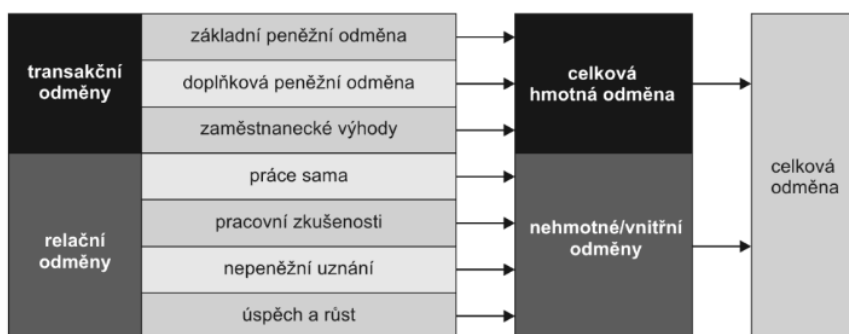 transakční
odměny
základní peněžní odměna
doplňková peněžní odměna
zaměstnanecké výhody
celková
hmotná odměna
relační
odměny
práce sama
pracovní zkušenosti
nepeněžní uznání
úspěch a růst
nehmotné/vnitřní
odměny
celková
odměna